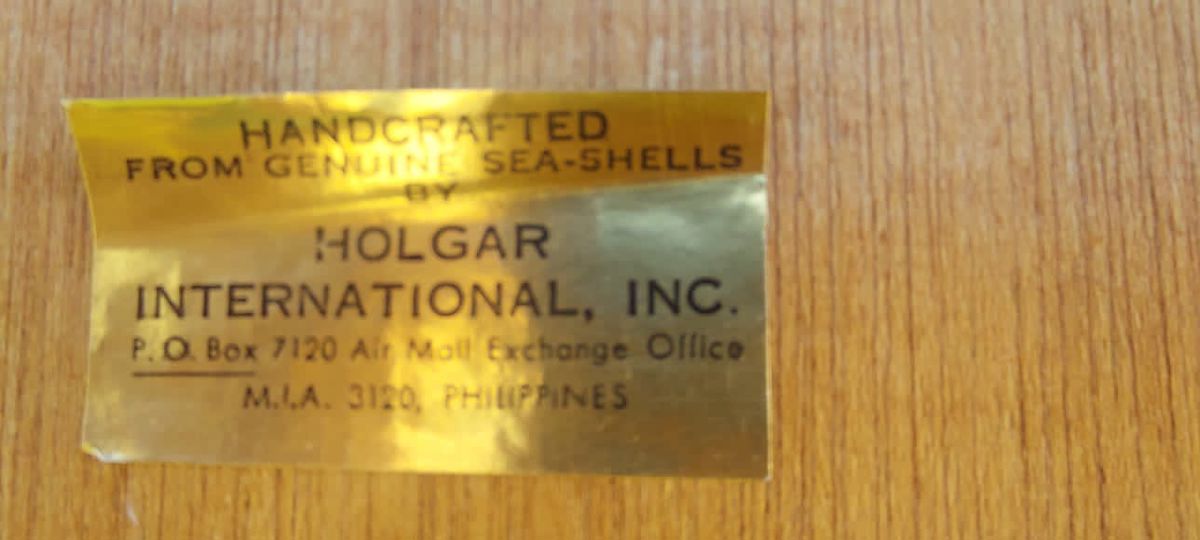 HANDCRAFTED
FROM GENUINE SEA-SHELLS
BY
HOLGAR
INTERNATIONAL, INC.
P.O. Box 7120 Air Mail Exchange Office
M.I.A. 3120, PHILIPPINES